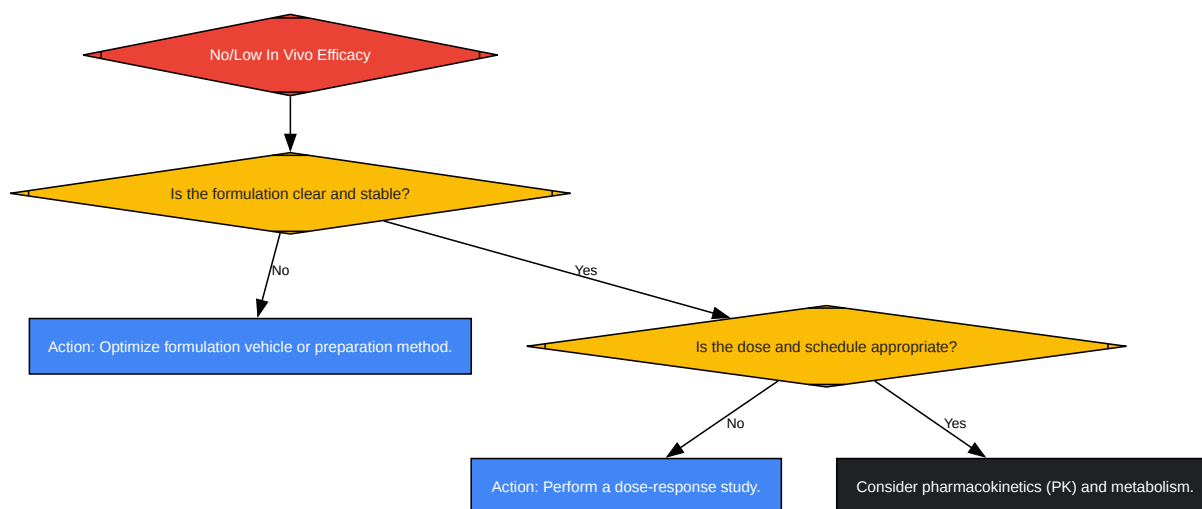 No/Low In Vivo Efficacy
Is the formulation clear and stable?
No
Yes
Action: Optimize formulation vehicle or preparation method.
Is the dose and schedule appropriate?
No
Yes
Action: Perform a dose-response study.
Consider pharmacokinetics (PK) and metabolism.